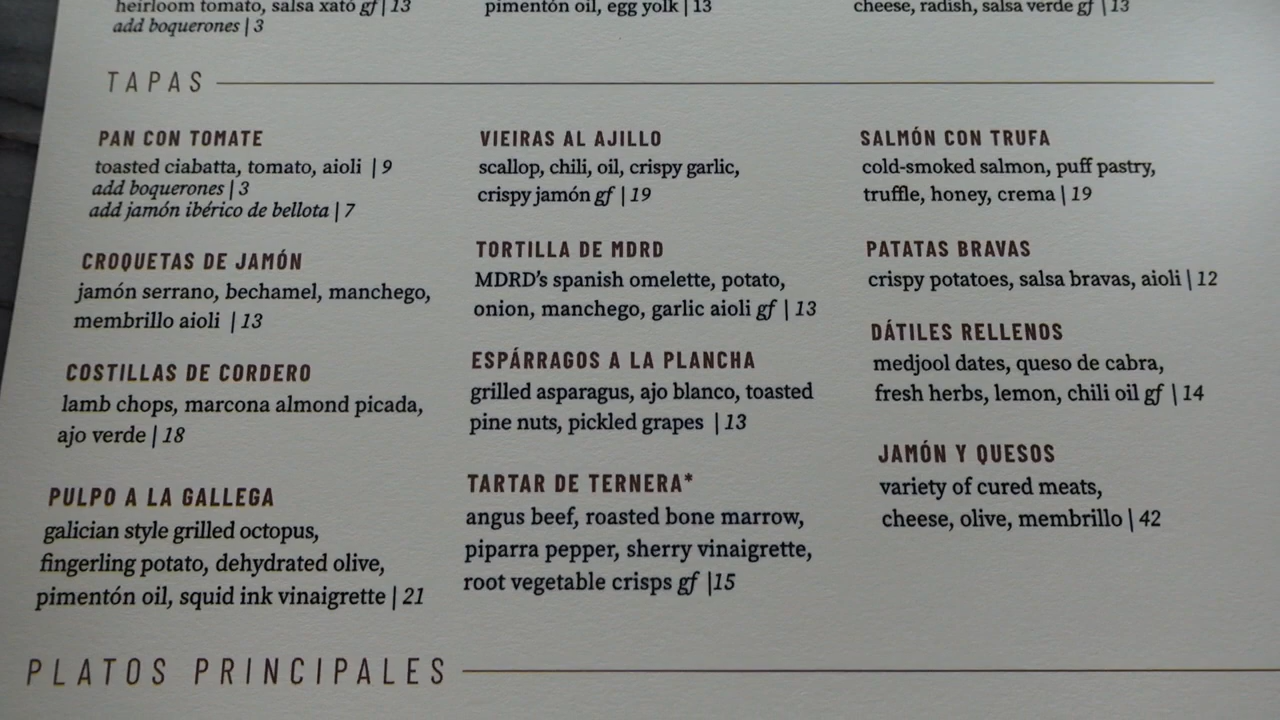 heirloom tomato, salsa xató gf | 13
add boquerones | 3
pimentón oil, egg yolk | 13
cheese, radish, salsa verde gf | 13
TAPAS
PAN CON TOMATE
toasted ciabatta, tomato, aioli | 9
add boquerones | 3
add jamón ibérico de bellota | 7
CROQUETAS DE JAMÓN
jamón serrano, bechamel, manchego,
membrillo aioli | 13
COSTILLAS DE CORDERO
lamb chops, marcona almond picada,
ajo verde | 18
PULPO A LA GALLEGA
galician style grilled octopus,
fingerling potato, dehydrated olive,
pimentón oil, squid ink vinaigrette | 21
VIEIRAS AL AJILLO
scallop, chili, oil, crispy garlic,
crispy jamón gf | 19
TORTILLA DE MDRD
MDRD's spanish omelette, potato,
onion, manchego, garlic aioli gf | 13
ESPÁRRAGOS A LA PLANCHA
grilled asparagus, ajo blanco, toasted
pine nuts, pickled grapes | 13
TARTAR DE TERNERA*
angus beef, roasted bone marrow,
piparra pepper, sherry vinaigrette,
root vegetable crisps gf |15
SALMÓN CON TRUFA
cold-smoked salmon, puff pastry,
truffle, honey, crema | 19
PATATAS BRAVAS
crispy potatoes, salsa bravas, aioli | 12
DÁTILES RELLENOS
medjool dates, queso de cabra,
fresh herbs, lemon, chili oil gf | 14
JAMÓN Y QUESOS
variety of cured meats,
cheese, olive, membrillo | 42
PLATOS PRINCIPALES